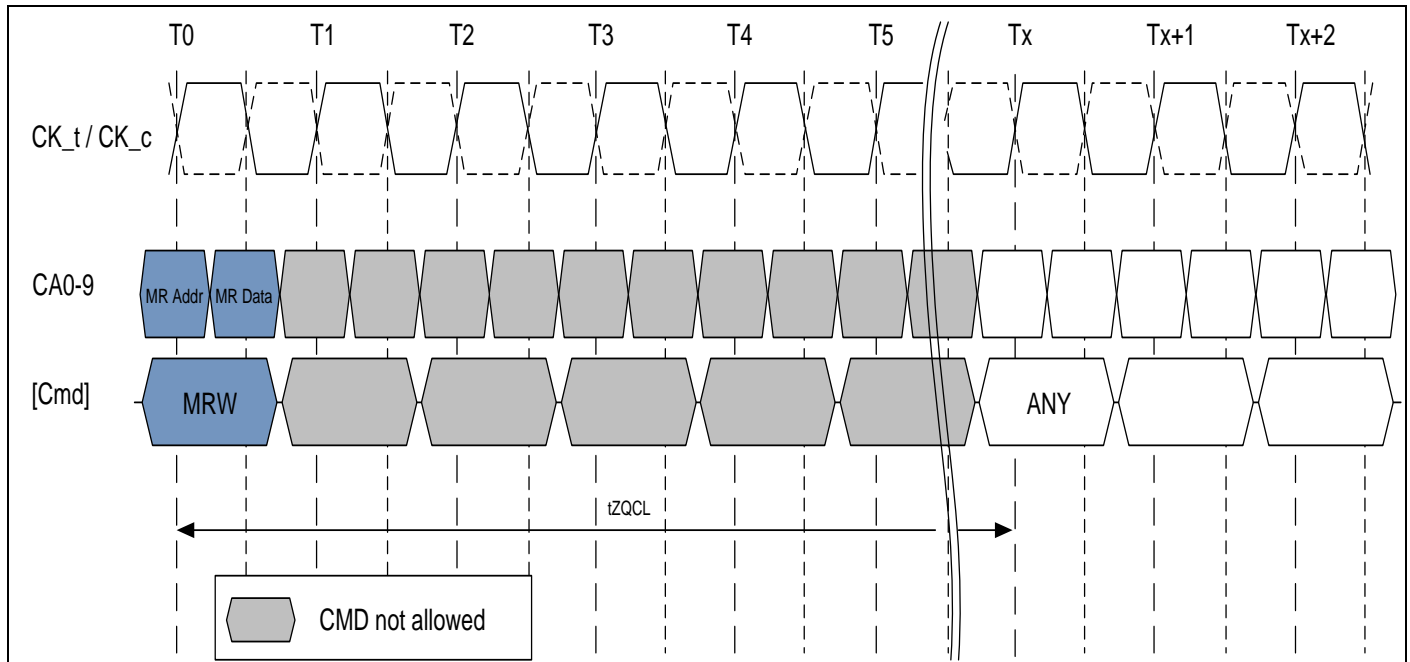 T0 T1 T2 T3 T4 T5 Tx Tx+1 Tx+2
CK_t / CK_c
CA0-9 MR Addr MR Data
[Cmd] MRW ANY
tZQCL
CMD not allowed